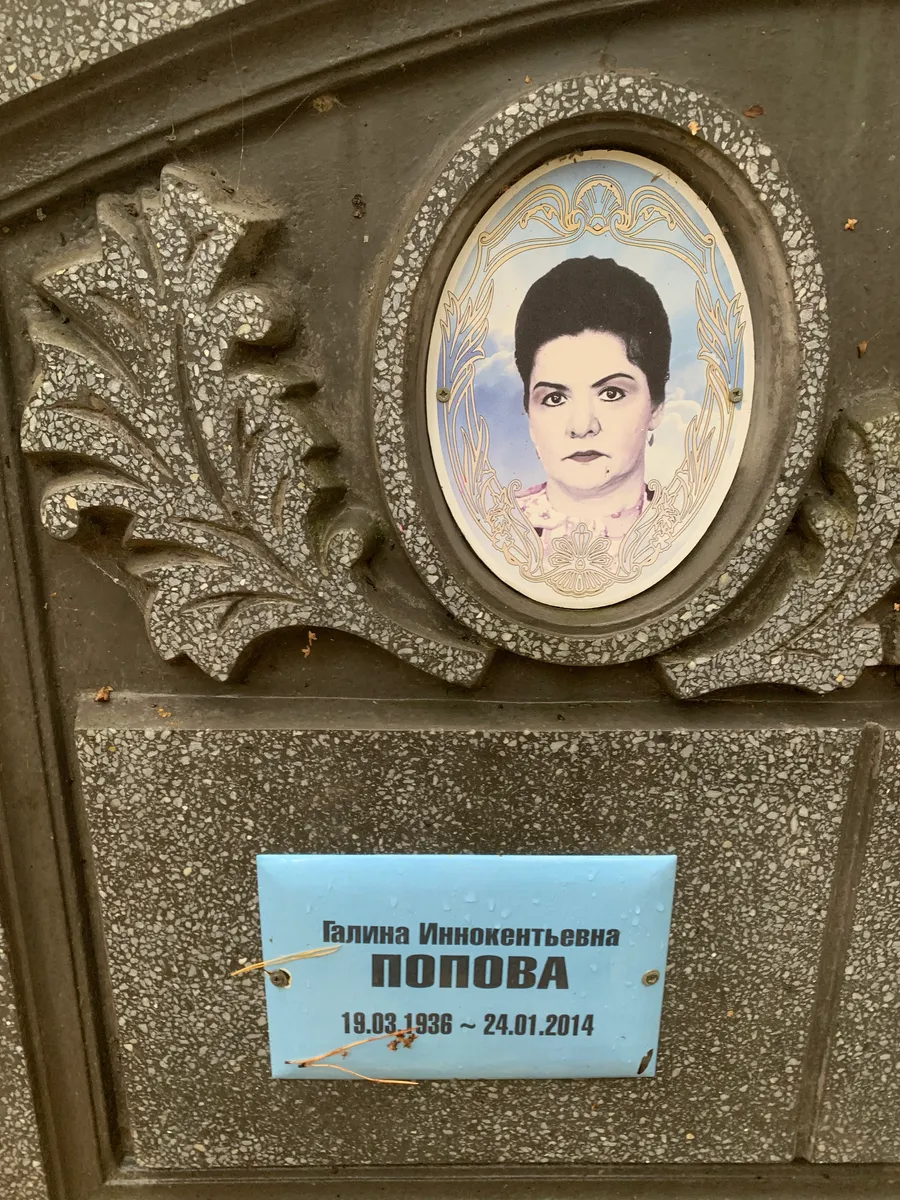 Галина Иннокентьевна
ПОПОВА
19.03.1936 ~ 24.01.2014